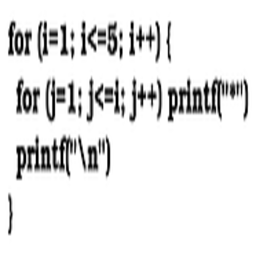 for (i=1; i<=5; i++) {
for (j=1; j<=i; j++) printf("*")
printf("\n")
}